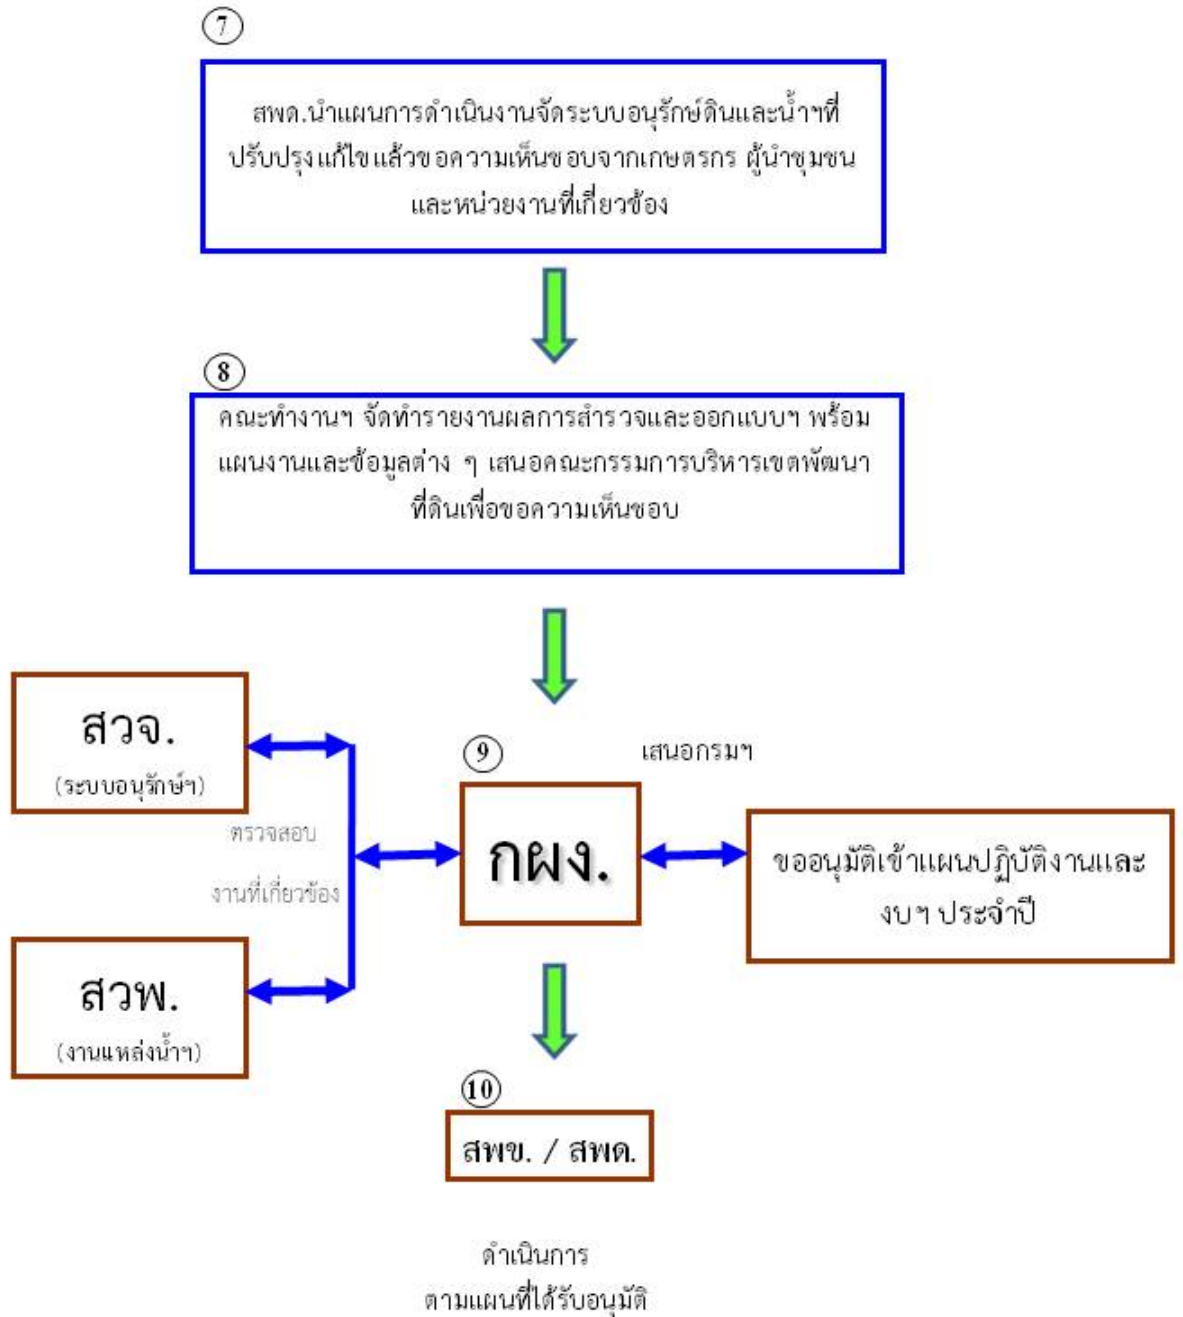 7
สพด.นำแผนการดำเนินงานจัดระบบอนุรักษ์ดินและน้ำฯที่
ปรับปรุงแก้ไขแล้วขอความเห็นชอบจากเกษตรกร ผู้นำชุมชน
และหน่วยงานที่เกี่ยวข้อง
8
คณะทำงานฯ จัดทำรายงานผลการสำรวจและออกแบบฯ พร้อม
แผนงานและข้อมูลต่าง ๆ เสนอคณะกรรมการบริหารเขตพัฒนา
ที่ดินเพื่อขอความเห็นชอบ
สวจ.
(ระบบอนุรักษ์ฯ)
ตรวจสอบ
งานที่เกี่ยวข้อง
สวพ.
(งานแหล่งน้ำฯ)
9
กผง.
เสนอกรมฯ
ขออนุมัติเข้าแผนปฏิบัติงานและ
งบฯ ประจำปี
10
สพข. / สพด.
ดำเนินการ
ตามแผนที่ได้รับอนุมัติ